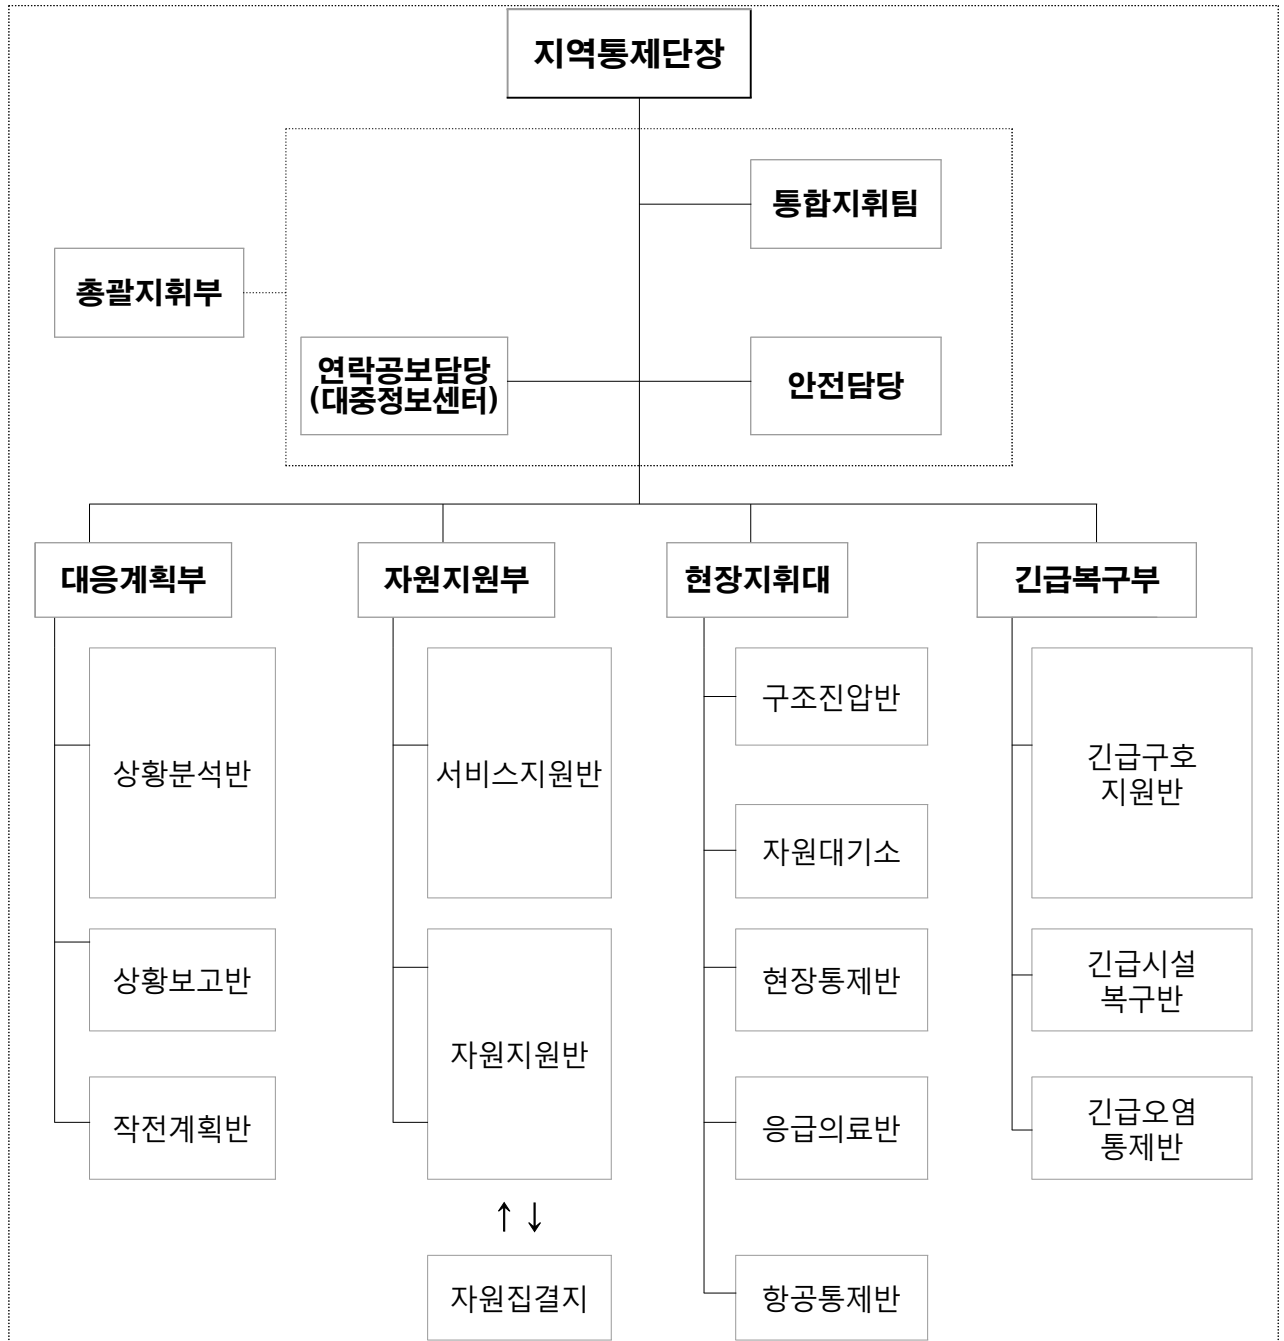 지역통제단장
통합지휘팀
총괄지휘부
연락공보담당
(대중정보센터)
안전담당
대응계획부
자원지원부
현장지휘대
긴급복구부
상황분석반
상황보고반
작전계획반
서비스지원반
자원지원반
↑ ↓
자원집결지
구조진압반
자원대기소
현장통제반
응급의료반
항공통제반
긴급구호
지원반
긴급시설
복구반
긴급오염
통제반